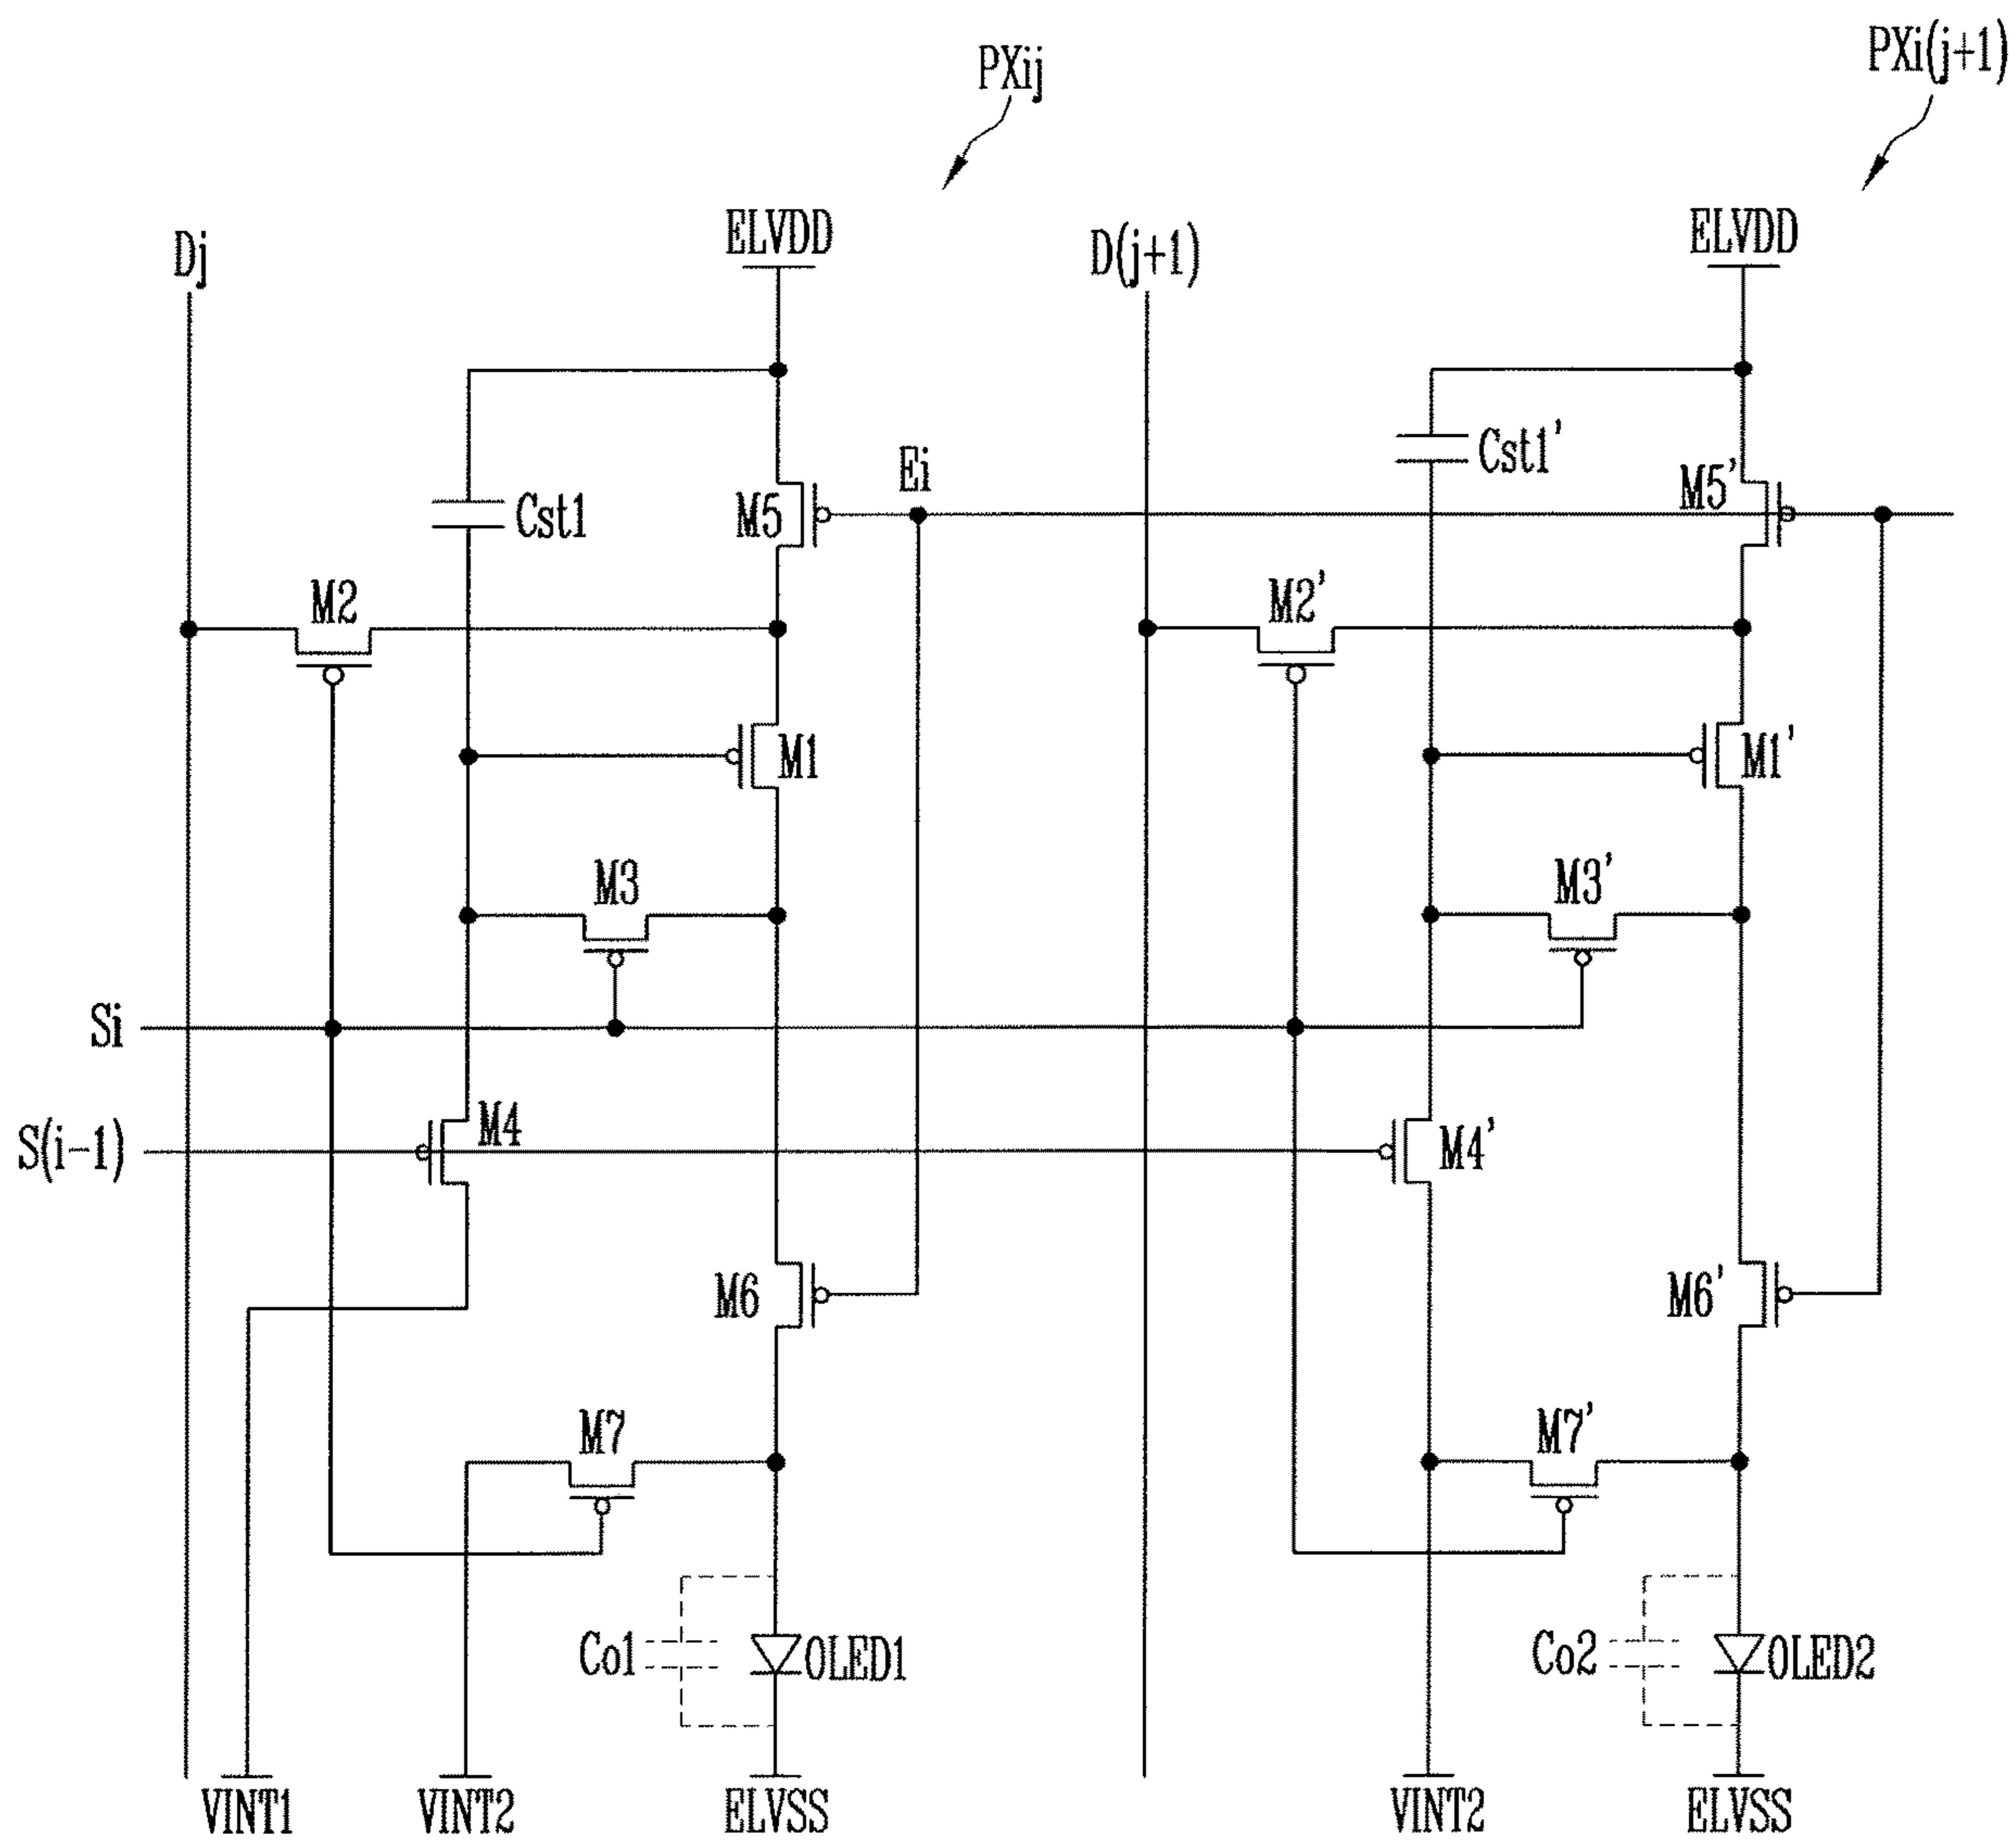 PXij
PXi(j+1)
Dj
ELVDD
D(j+1)
ELVDD
Cst1
M5
Ei
Cst1'
M5'
M2
M2'
M1
M1'
M3
M3'
Si
S(i-1)
M4
M4'
M6
M6'
M7
M7'
Co1
OLED1
Co2
OLED2
VINT1
VINT2
ELVSS
VINT2
ELVSS